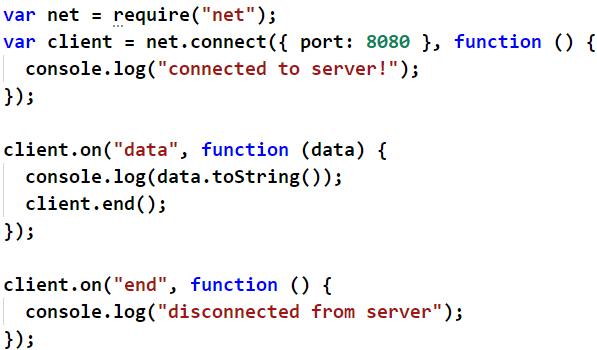 var net = require("net");
var client = net.connect({ port: 8080 }, function () {
  console.log("connected to server!");
});

client.on("data", function (data) {
  console.log(data.toString());
  client.end();
});

client.on("end", function () {
  console.log("disconnected from server");
});